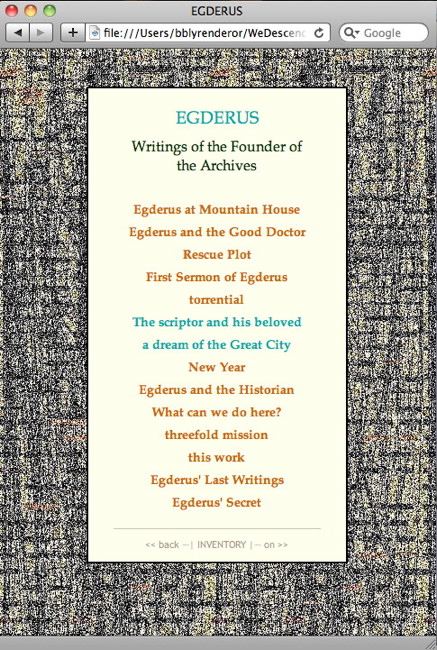 EGDERUS
file:///Users/bblyrenderor/WeDescend
Google
EGDERUS
Writings of the Founder of
the Archives
Egderus at Mountain House
Egderus and the Good Doctor
Rescue Plot
First Sermon of Egderus
torrential
The scriptor and his beloved
a dream of the Great City
New Year
Egderus and the Historian
What can we do here?
threefold mission
this work
Egderus' Last Writings
Egderus' Secret
<< back --| INVENTORY |-- on >>